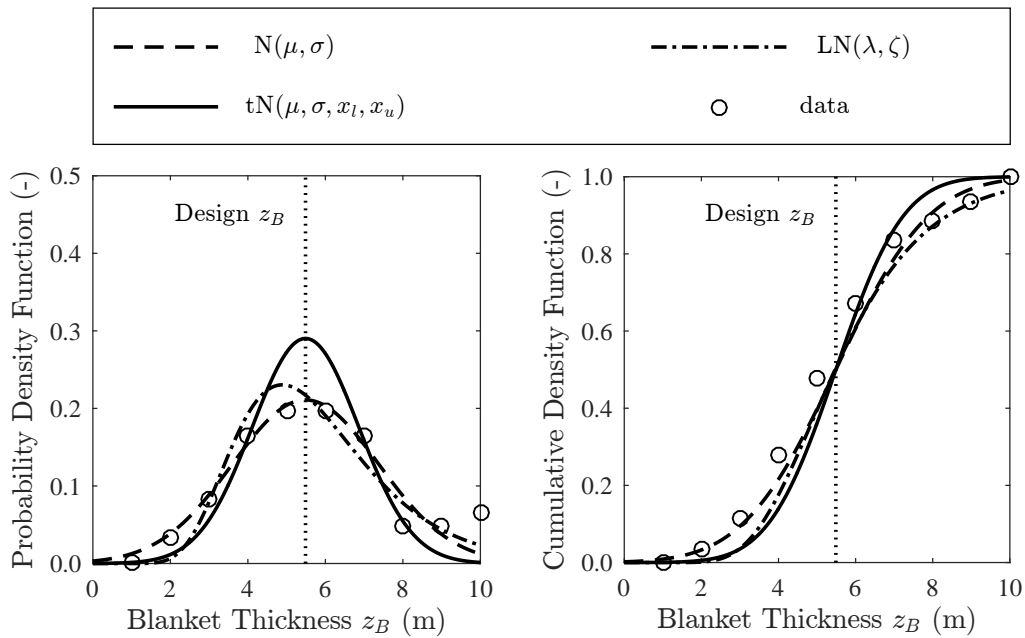 N(μ, σ)
LN(λ, ζ)
tN(μ, σ, x_l, x_u)
data
Probability Density Function (-)
0.5
0.4
0.3
0.2
0.1
0.0
Design z_B
0 2 4 6 8 10
Blanket Thickness z_B (m)
Cumulative Density Function (-)
1.0
0.8
0.6
0.4
0.2
0.0
Design z_B
0 2 4 6 8 10
Blanket Thickness z_B (m)